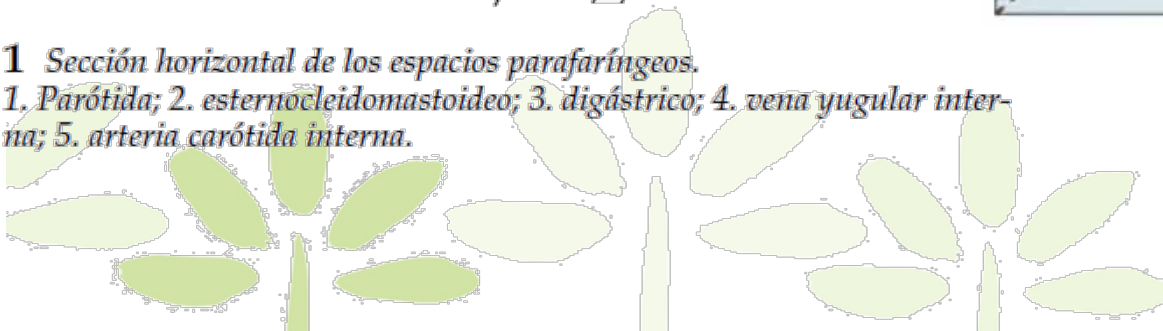 1 Sección horizontal de los espacios parafaríngeos.
1. Parótida; 2. esternocleidomastoideo; 3. digástrico; 4. vena yugular inter-
na; 5. arteria carótida interna.